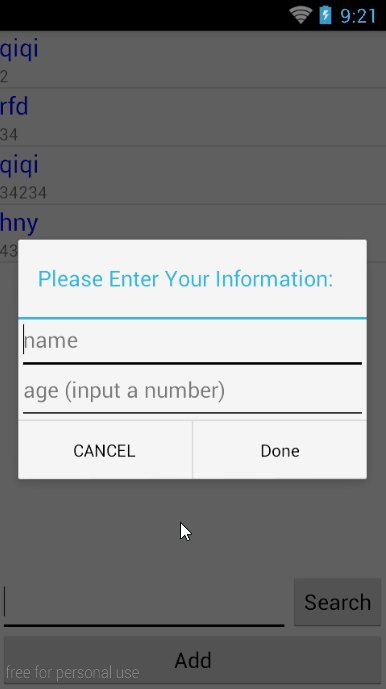 9:21
qiqi
2
rfd
34
qiqi
34234
hny
43
Please Enter Your Information:
name
age (input a number)
CANCEL Done
Search
Add
free for personal use